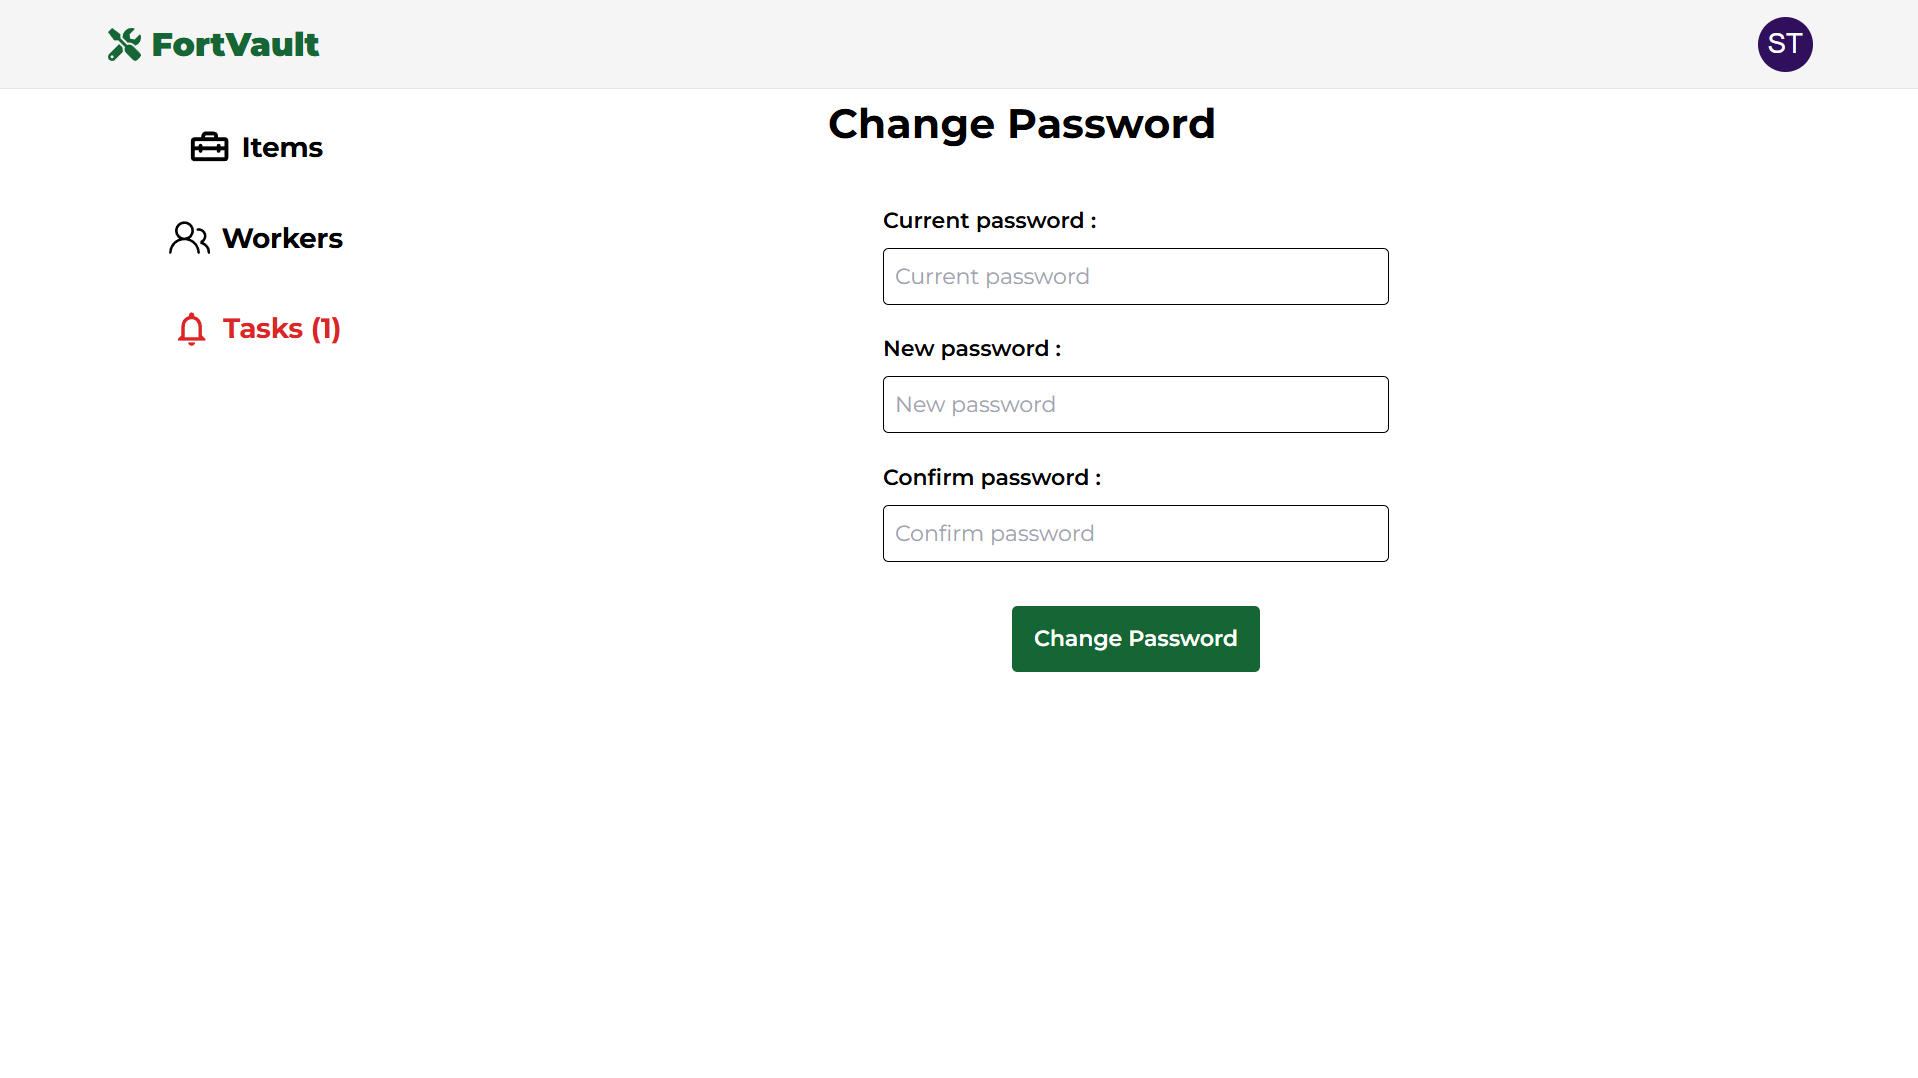 FortVault
ST
Items
Workers
Tasks (1)
Change Password
Current password :
Current password
New password :
New password
Confirm password :
Confirm password
Change Password